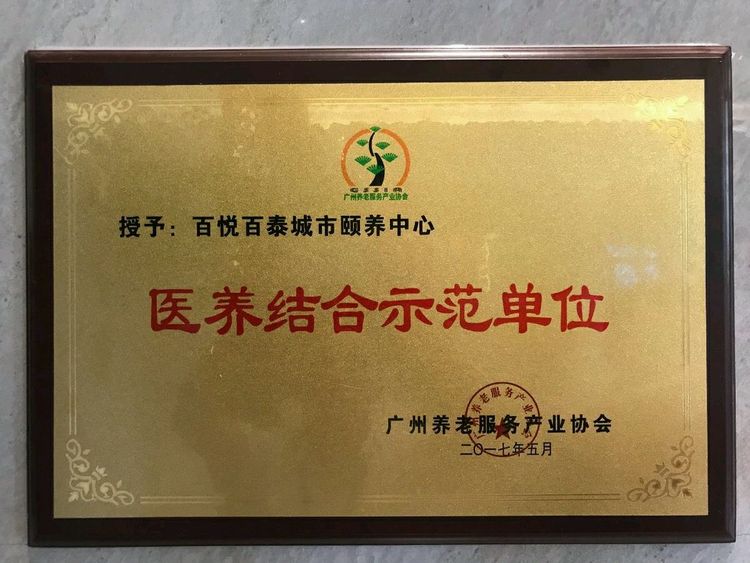 广州养老服务产业协会
授予：百悦百泰城市颐养中心
医养结合示范单位
广州养老服务产业协会
二〇一七年五月